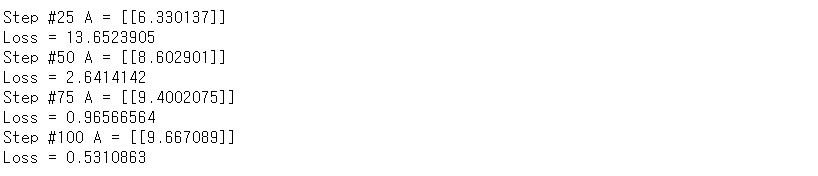 Step #25 A = [[6.330137]]
Loss = 13.6523905
Step #50 A = [[8.602901]]
Loss = 2.6414142
Step #75 A = [[9.4002075]]
Loss = 0.96566564
Step #100 A = [[9.667089]]
Loss = 0.5310863